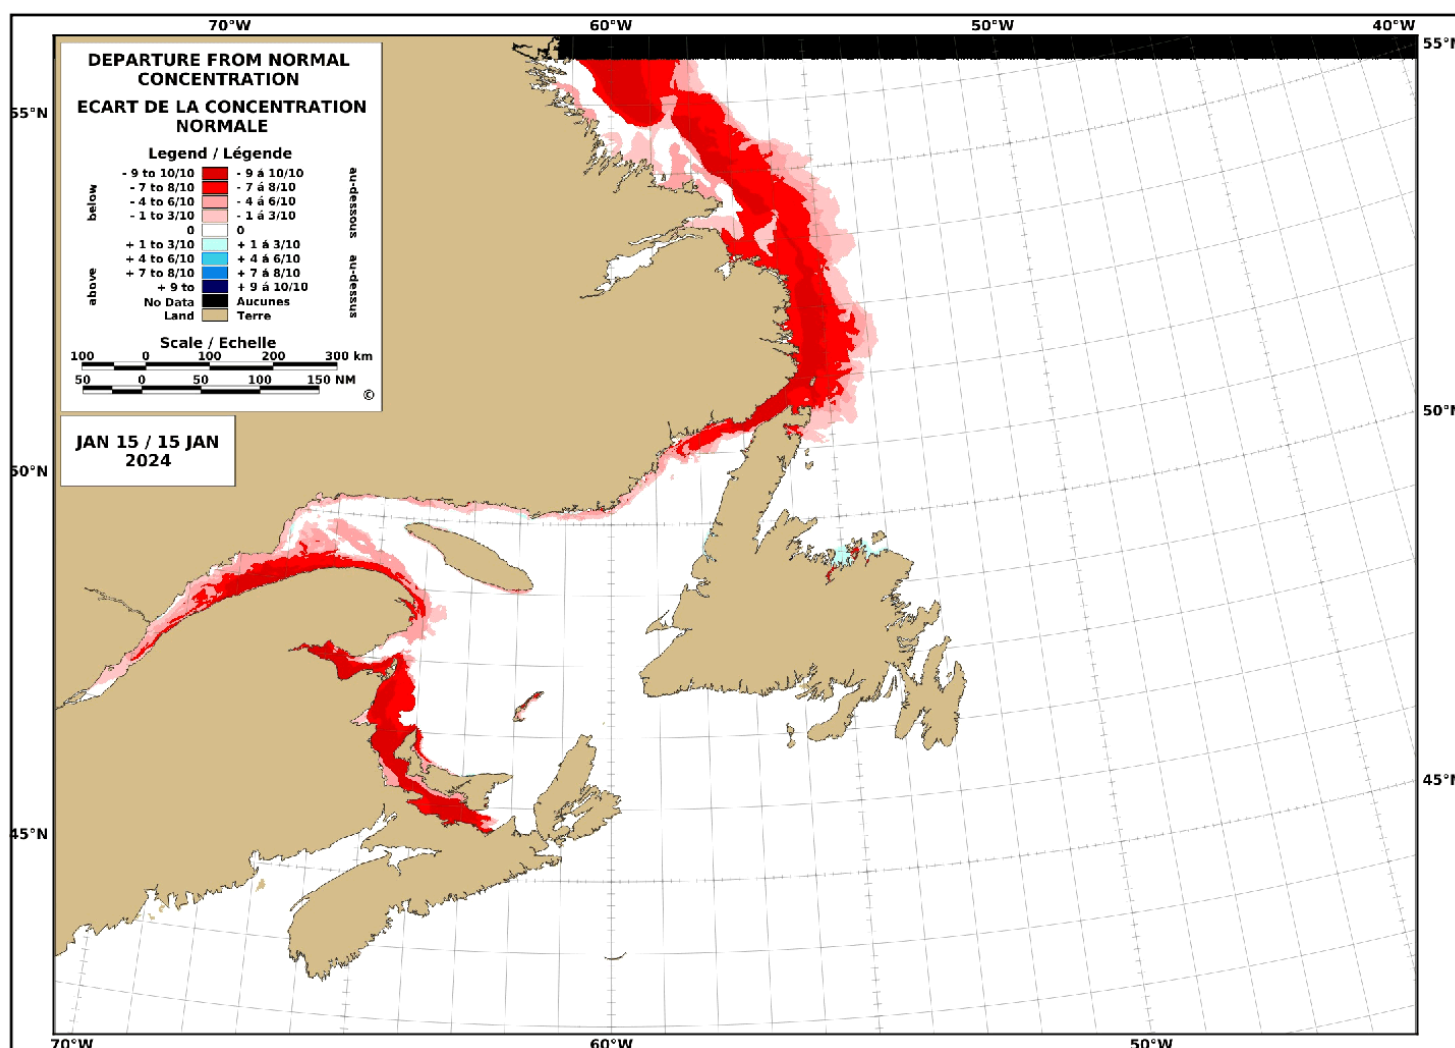 70°W 60°W 50°W 40°W
55°N
DEPARTURE FROM NORMAL
CONCENTRATION
ECART DE LA CONCENTRATION
NORMALE
Legend / Légende
below
above
- 9 to 10/10 - 9 á 10/10
- 7 to 8/10 - 7 á 8/10
- 4 to 6/10 - 4 á 6/10
- 1 to 3/10 - 1 á 3/10
0 0
+ 1 to 3/10 + 1 á 3/10
+ 4 to 6/10 + 4 á 6/10
+ 7 to 8/10 + 7 á 8/10
+ 9 to + 9 á 10/10
No Data Aucunes
Land Terre
au-dessous
au-dessus
Scale / Echelle
100 0 100 200 300 km
50 0 50 100 150 NM
©
JAN 15 / 15 JAN
2024
55°N
50°N
45°N
50°N
45°N
70°W 60°W 50°W